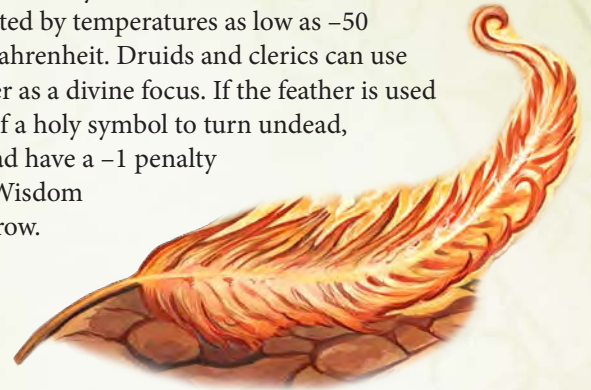 ted by temperatures as low as –50
ahrenheit. Druids and clerics can use
er as a divine focus. If the feather is used
f a holy symbol to turn undead,
ad have a –1 penalty
Wisdom
row.